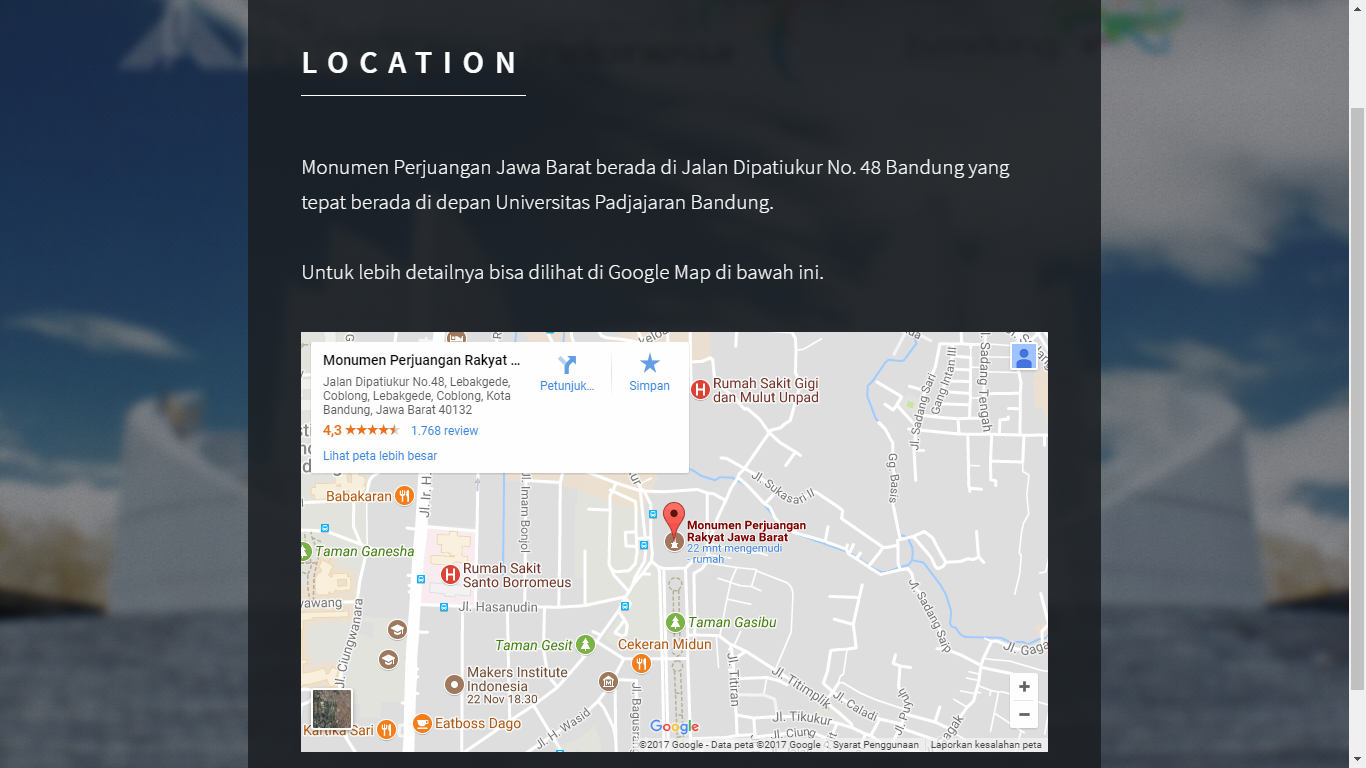 LOCATION
Monumen Perjuangan Jawa Barat berada di Jalan Dipatiukur No. 48 Bandung yang
tepat berada di depan Universitas Padjajaran Bandung.
Untuk lebih detailnya bisa dilihat di Google Map di bawah ini.
Monumen Perjuangan Rakyat ...
Jalan Dipatiukur No.48, Lebakgede,
Coblong, Lebakgede, Coblong, Kota
Bandung, Jawa Barat 40132
4,3
1.768 review
Lihat peta lebih besar
Petunjuk...
Simpan
Rumah Sakit Gigi
dan Mulut Unpad
Jl. Sadang Sari
Gang Intan III
Jl. Sadang Tengah
Gg. Basis
Jl. Sukasari II
Babakaran
Jl. Ir. H
Jl. Imam Bonjol
Monumen Perjuangan
Rakyat Jawa Barat
22 mnt mengemudi
- rumah
Taman Ganesha
Rumah Sakit
Santo Borromeus
Jl. Hasanudin
Jl. Sadang Saip
Jl. Gaga
Jl. Ciungwanara
Taman Gasibu
Taman Gesit
Cekeran Midun
Makers Institute
Indonesia
22 Nov 18.30
Jl. Titiran
Jl. Titimplik
Jl. Caladi
Jl. Tikukur
Jl. Ciung
Jl. Bagusra
Jl. H. Wasid
Kartika Sari
Eatboss Dago
Google
©2017 Google - Data peta ©2017 Google
Syarat Penggunaan
Laporkan kesalahan peta